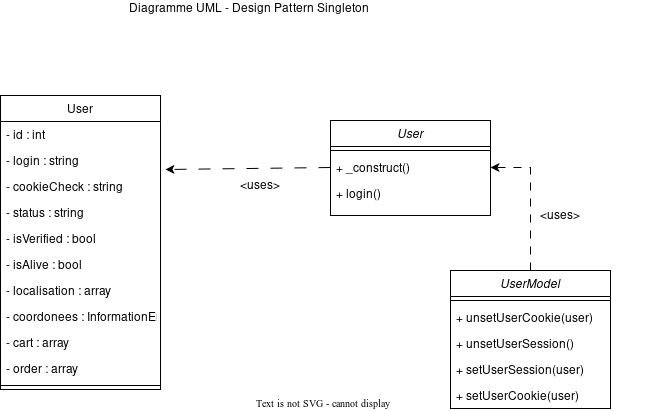 Diagramme UML - Design Pattern Singleton
User
- id : int
- login : string
- cookieCheck : string
- status : string
- isVerified : bool
- isAlive : bool
- localisation : array
- coordonees : InformationE
- cart : array
- order : array
<uses>
User
+ _construct()
+ login()
<uses>
UserModel
+ unsetUserCookie(user)
+ unsetUserSession()
+ setUserSession(user)
+ setUserCookie(user)
Text is not SVG - cannot display